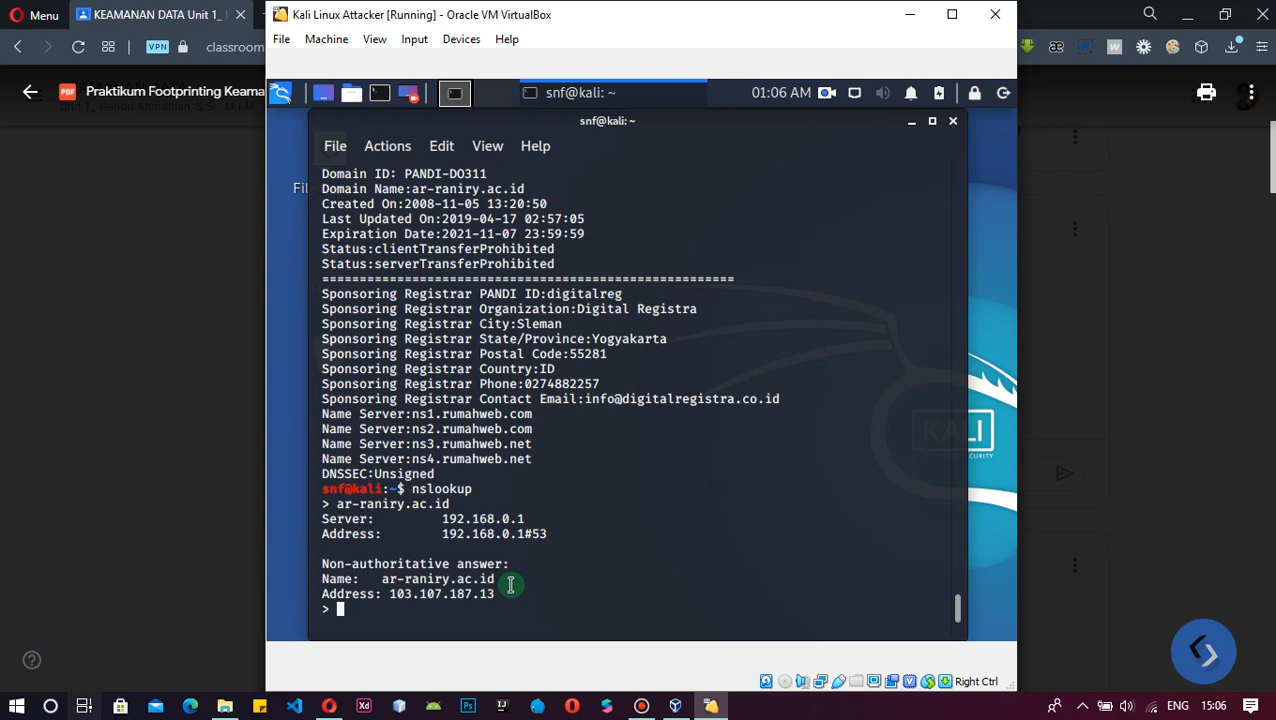 Menu
KEAMANAN DATA Unit 1_
VPN
classroom
Praktikum Footprinting Keama
Unit 1_ Hendri Ahmadian, S.Si., M.I.M
Kali Linux Attacker [Running] - Oracle VM VirtualBox
File Machine View Input Devices Help
snf@kali: ~
01:06 AM
snf@kali: ~
File Actions Edit View Help
Fil
Domain ID: PANDI-DO311
Domain Name:ar-raniry.ac.id
Created On:2008-11-05 13:20:50
Last Updated On:2019-04-17 02:57:05
Expiration Date:2021-11-07 23:59:59
Status:clientTransferProhibited
Status:serverTransferProhibited
=======================================================
Sponsoring Registrar PANDI ID:digitalreg
Sponsoring Registrar Organization:Digital Registra
Sponsoring Registrar City:Sleman
Sponsoring Registrar State/Province:Yogyakarta
Sponsoring Registrar Postal Code:55281
Sponsoring Registrar Country:ID
Sponsoring Registrar Phone:0274882257
Sponsoring Registrar Contact Email:info@digitalregistra.co.id
Name Server:ns1.rumahweb.com
Name Server:ns2.rumahweb.com
Name Server:ns3.rumahweb.net
Name Server:ns4.rumahweb.net
DNSSEC:Unsigned
snf@kali:~$ nslookup
> ar-raniry.ac.id
Server: 192.168.0.1
Address: 192.168.0.1#53
Non-authoritative answer:
Name: ar-raniry.ac.id
Address: 103.107.187.13
>
KALI
SECURITY
Right Ctrl
ENG 15:06